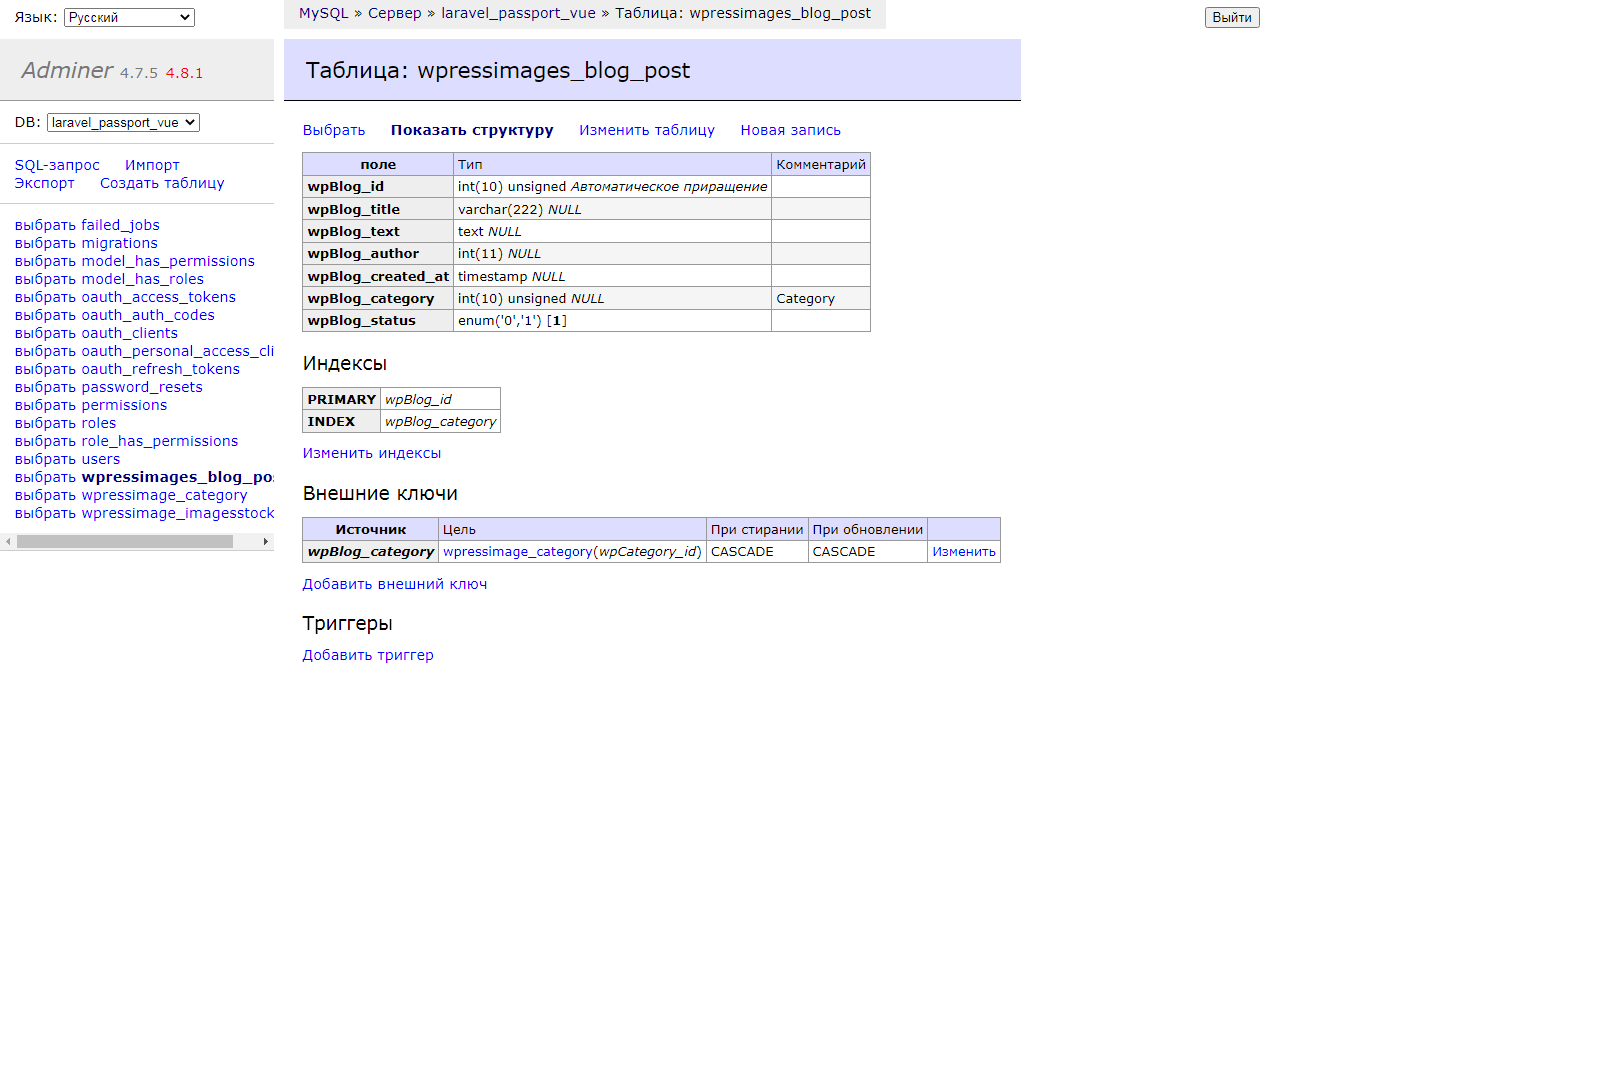 Язык: Русский
Adminer 4.7.5 4.8.1
DB: laravel_passport_vue
SQL-запрос Импорт
Экспорт Создать таблицу
выбрать failed_jobs
выбрать migrations
выбрать model_has_permissions
выбрать model_has_roles
выбрать oauth_access_tokens
выбрать oauth_auth_codes
выбрать oauth_clients
выбрать oauth_personal_access_cli
выбрать oauth_refresh_tokens
выбрать password_resets
выбрать permissions
выбрать roles
выбрать role_has_permissions
выбрать users
выбрать wpressimages_blog_pos
выбрать wpressimage_category
выбрать wpressimage_imagesstock
MySQL » Сервер » laravel_passport_vue » Таблица: wpressimages_blog_post
Выйти
Таблица: wpressimages_blog_post
Выбрать Показать структуру Изменить таблицу Новая запись
поле Тип Комментарий
wpBlog_id int(10) unsigned Автоматическое приращение
wpBlog_title varchar(222) NULL
wpBlog_text text NULL
wpBlog_author int(11) NULL
wpBlog_created_at timestamp NULL
wpBlog_category int(10) unsigned NULL Category
wpBlog_status enum('0','1') [1]
Индексы
PRIMARY wpBlog_id
INDEX wpBlog_category
Изменить индексы
Внешние ключи
Источник Цель При стирании При обновлении
wpBlog_category wpressimage_category(wpCategory_id) CASCADE CASCADE Изменить
Добавить внешний ключ
Триггеры
Добавить триггер